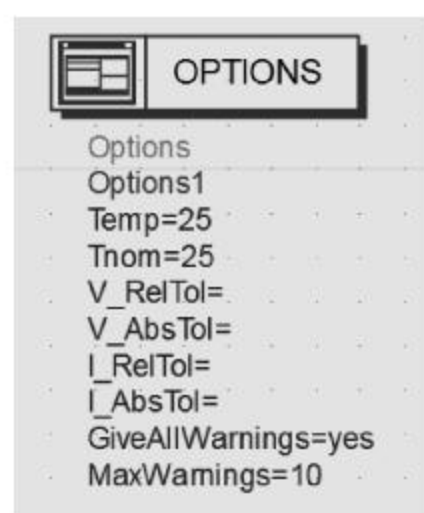 OPTIONS
Options
Options1
Temp=25
Tnom=25
V_RelTol=
V_AbsTol=
I_RelTol=
I_AbsTol=
GiveAllWarnings=yes
MaxWarnings=10